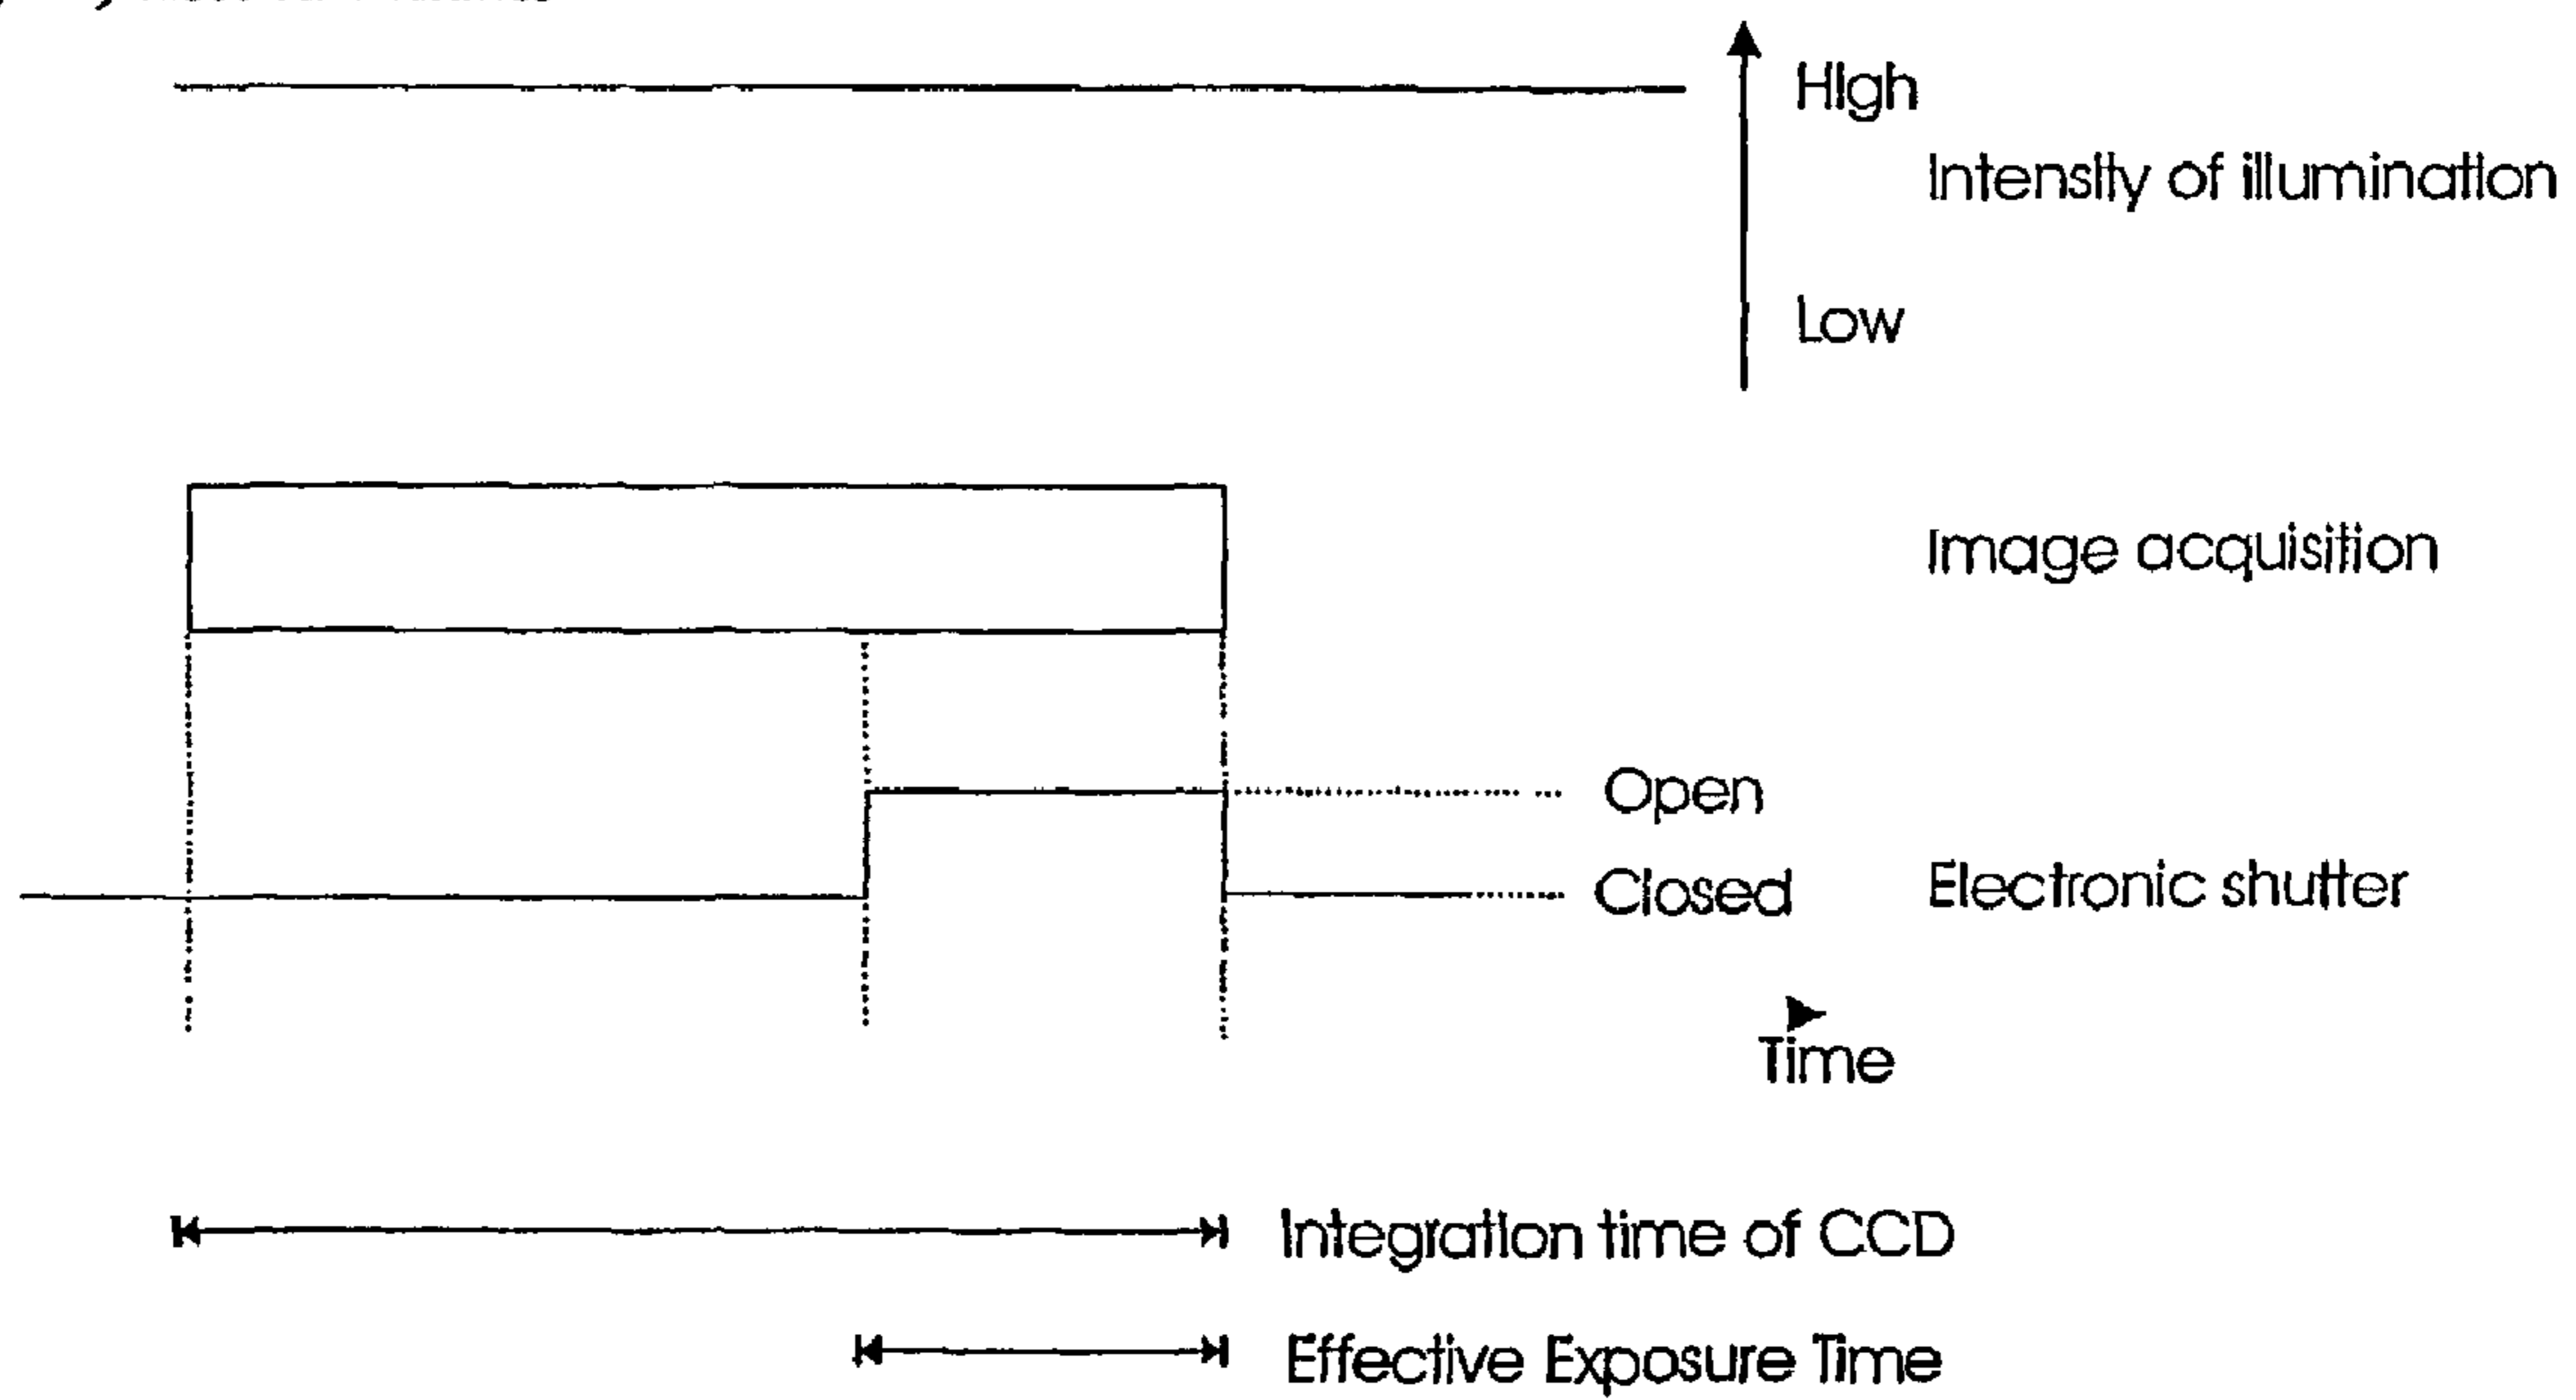 High
Intensity of illumination
Low
Image acquisition
Open
Closed
Electronic shutter
Time
Integration time of CCD
Effective Exposure Time